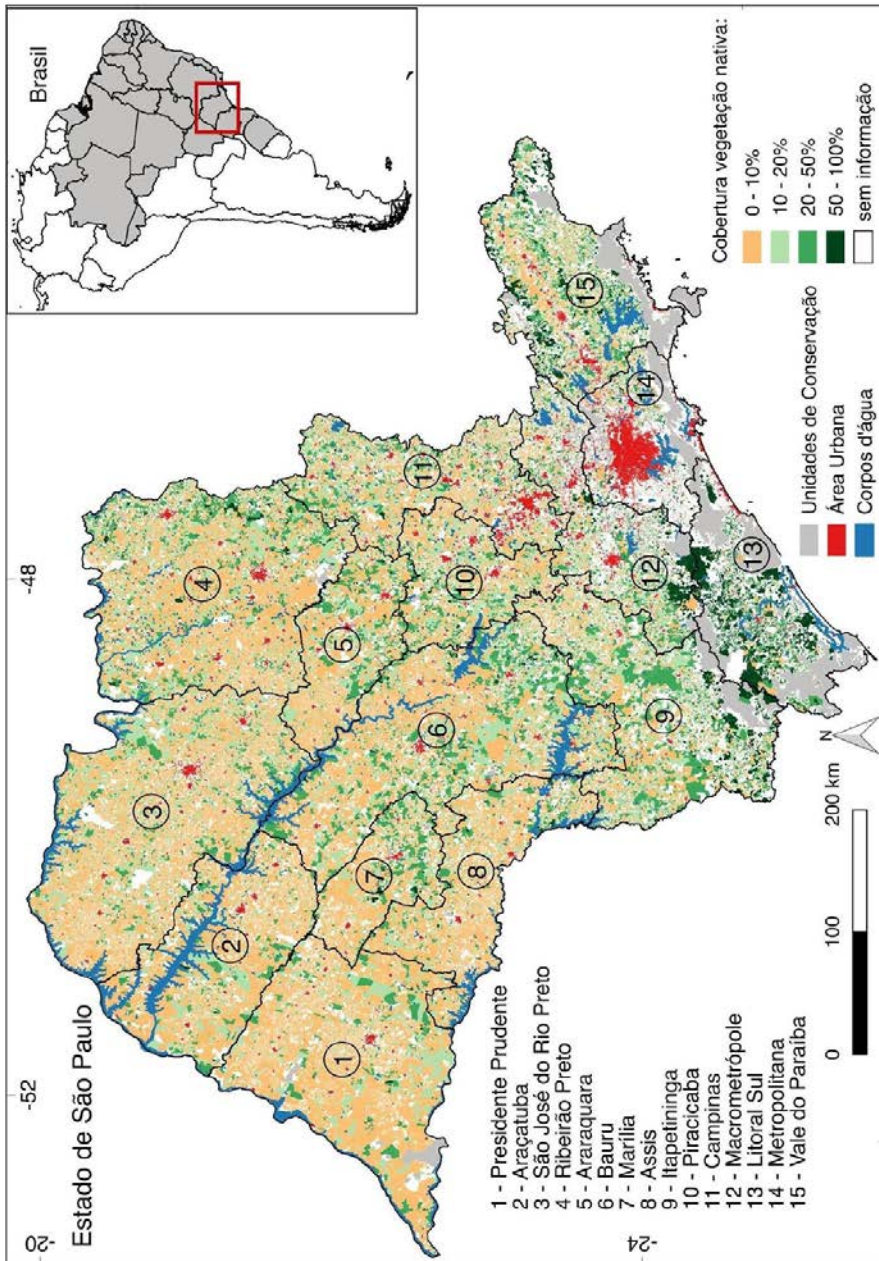 Estado de São Paulo
Brasil
-20
-24
-52
-48
1
2
3
4
5
6
7
8
9
10
11
12
13
14
15
1 - Presidente Prudente
2 - Araçatuba
3 - São José do Rio Preto
4 - Ribeirão Preto
5 - Araraquara
6 - Bauru
7 - Marília
8 - Assis
9 - Itapetininga
10 - Piracicaba
11 - Campinas
12 - Macrometrópole
13 - Litoral Sul
14 - Metropolitana
15 - Vale do Paraíba
0 100 200 km
N
Unidades de Conservação
Área Urbana
Corpos d'água
Cobertura vegetação nativa:
0 - 10%
10 - 20%
20 - 50%
50 - 100%
sem informação